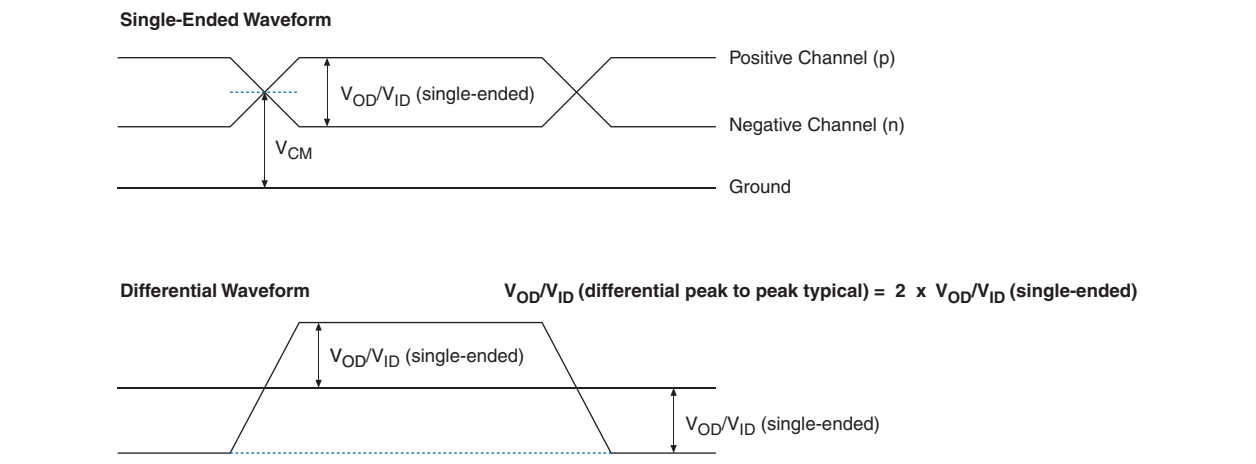 Single-Ended Waveform
Positive Channel (p)
VOD/VID (single-ended)
Negative Channel (n)
VCM
Ground
Differential Waveform
VOD/VID (differential peak to peak typical) = 2 x VOD/VID (single-ended)
VOD/VID (single-ended)
VOD/VID (single-ended)